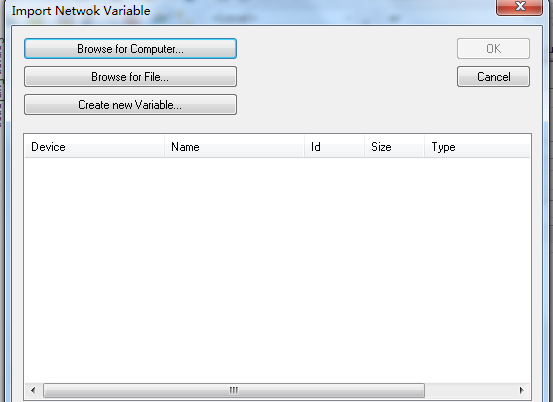 Import Netwok Variable
Browse for Computer...
OK
Browse for File...
Cancel
Create new Variable...
Device Name Id Size Type